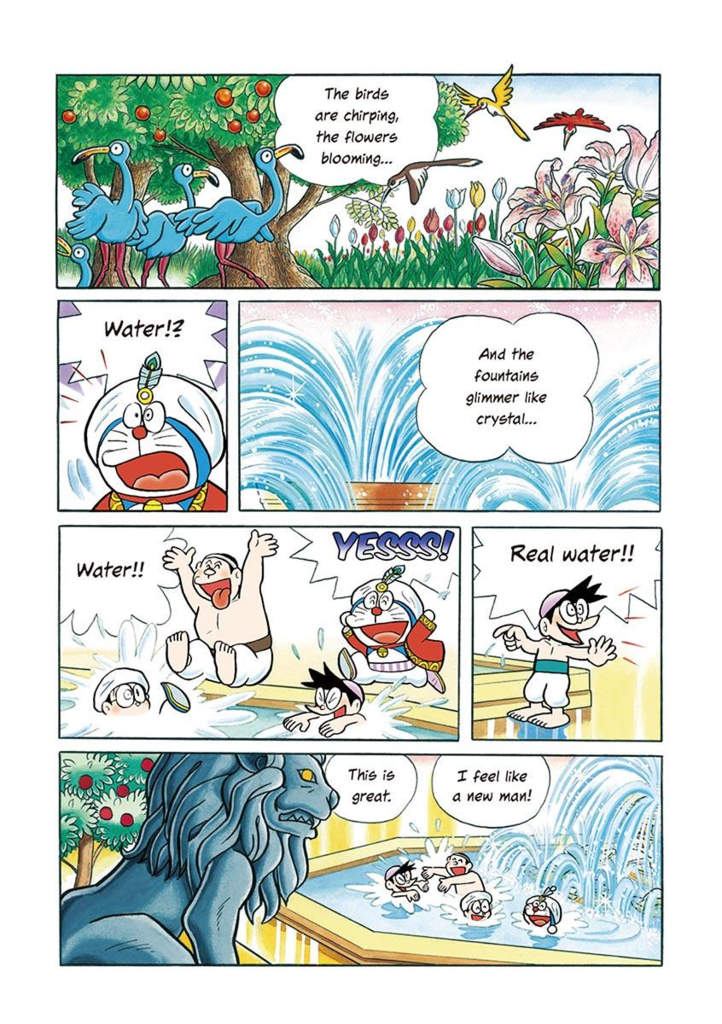 The birds
are chirping,
the flowers
blooming...
Water!?
And the
fountains
glimmer like
crystal...
Water!!
YESSS!
Real water!!
This is
great.
I feel like
a new man!